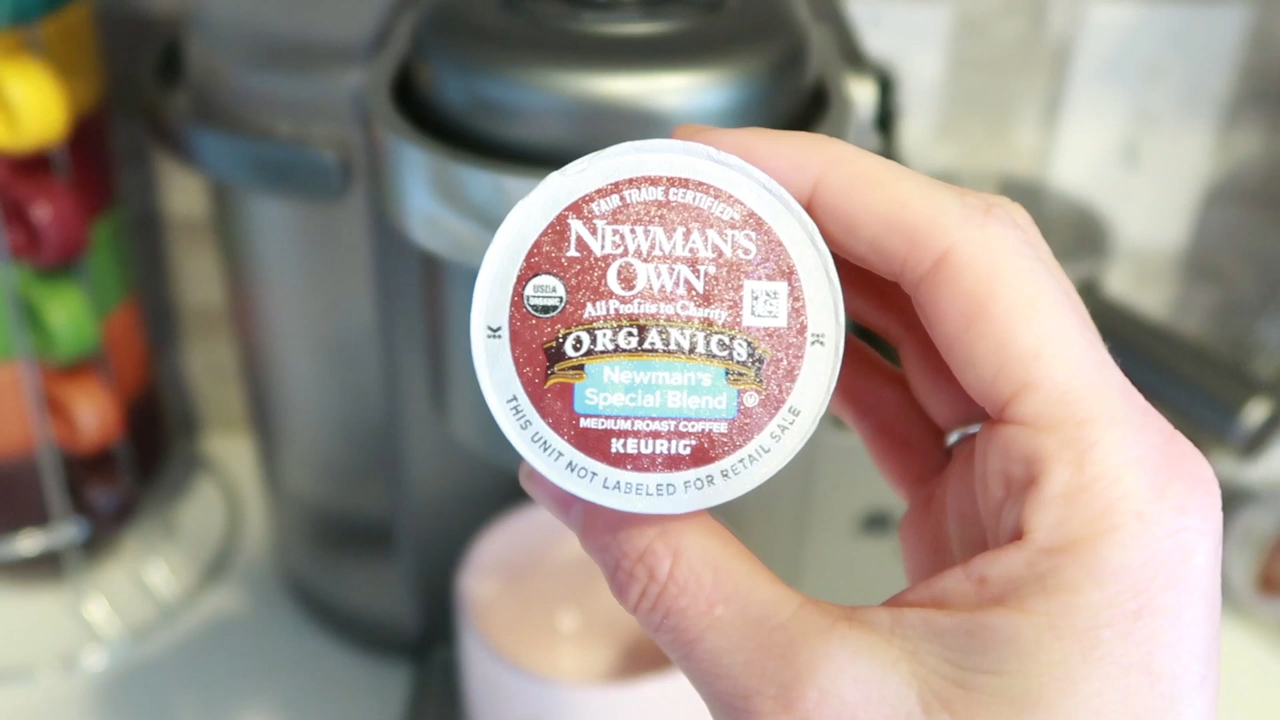 FAIR TRADE CERTIFIED™
NEWMAN'S
OWN®
USDA
ORGANIC
All Profits to Charity
ORGANICS
Newman's
Special Blend
MEDIUM ROAST COFFEE
KEURIG®
THIS UNIT NOT LABELED FOR RETAIL SALE